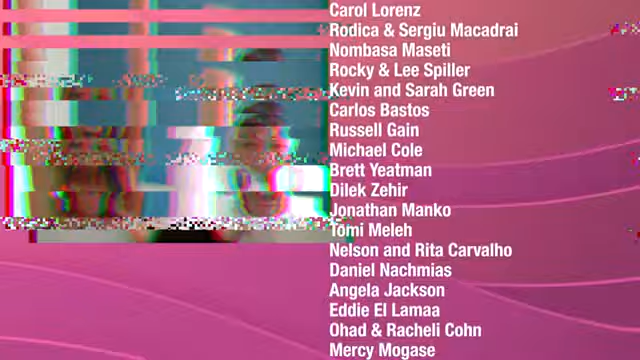 Carol Lorenz
Rodica & Sergiu Macadrai
Nombasa Maseti
Rocky & Lee Spiller
Kevin and Sarah Green
Carlos Bastos
Russell Gain
Michael Cole
Brett Yeatman
Dilek Zehir
Jonathan Manko
Tomi Meleh
Nelson and Rita Carvalho
Daniel Nachmias
Angela Jackson
Eddie El Lamaa
Ohad & Racheli Cohn
Mercy Mogase